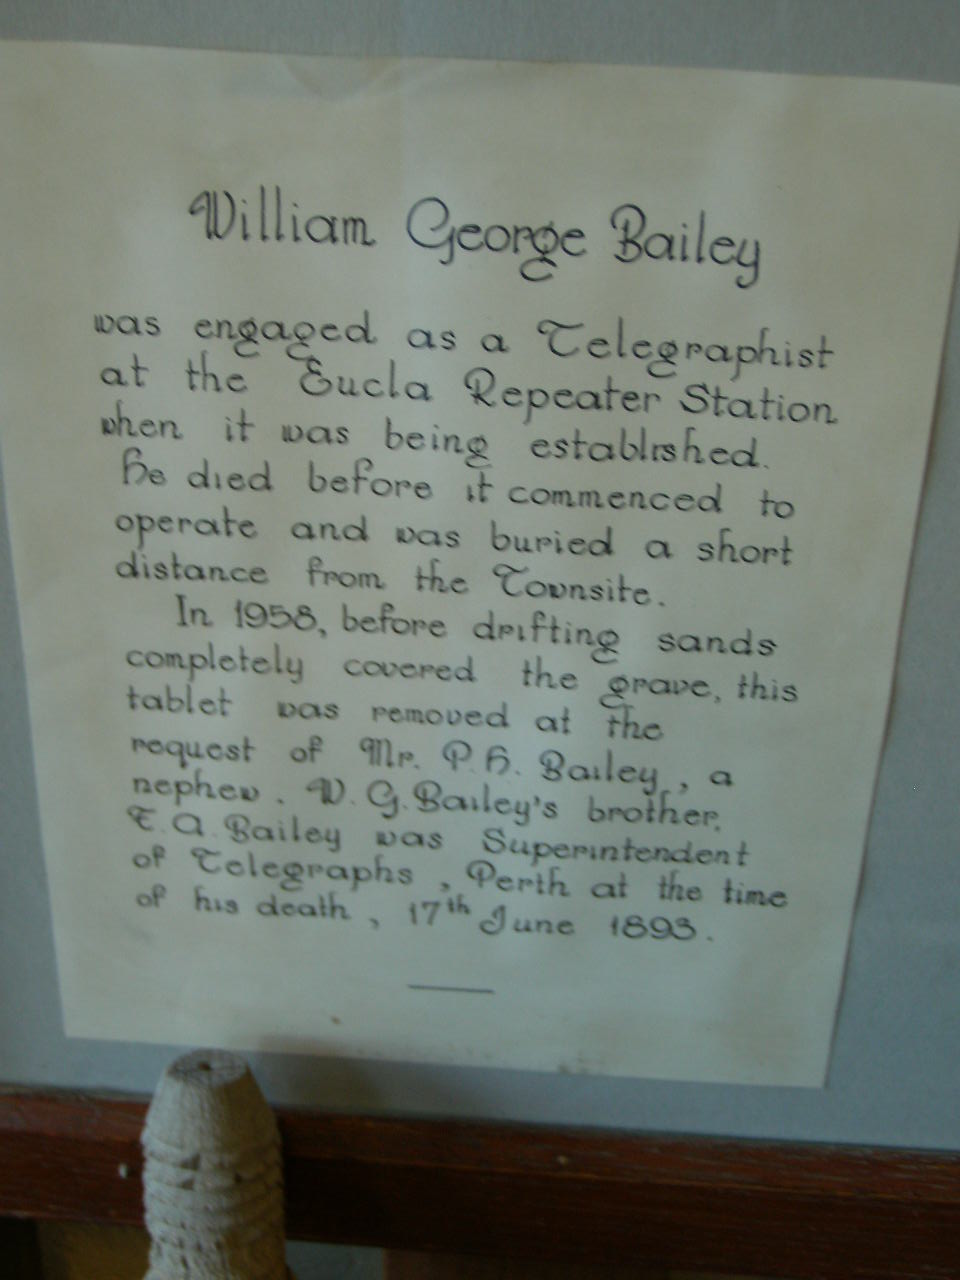 William George Bailey
was engaged as a Telegraphist
at the Eucla Repeater Station
when it was being established.
He died before it commenced to
operate and was buried a short
distance from the Townsite.
In 1958, before drifting sands
completely covered the grave, this
tablet was removed at the
request of Mr. P. H. Bailey, a
nephew. W. G. Bailey's brother,
E. A. Bailey was Superintendent
of Telegraphs, Perth at the time
of his death, 17th June 1893.